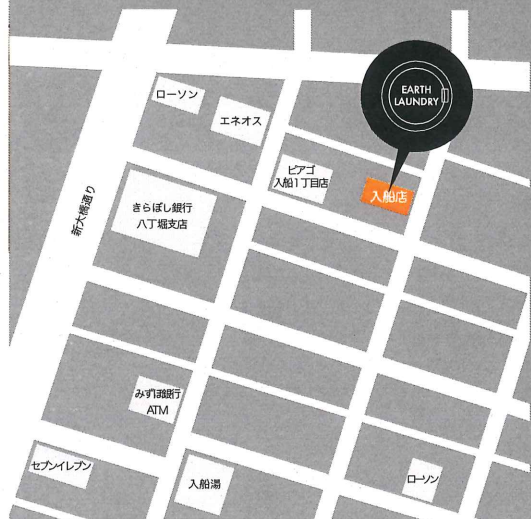 EARTH
LAUNDRY
ローソン
エネオス
ピアゴ
入船1丁目店
入船店
きらぼし銀行
八丁堀支店
新大橋通り
みずほ銀行
ATM
セブンイレブン
入船湯
ローソン